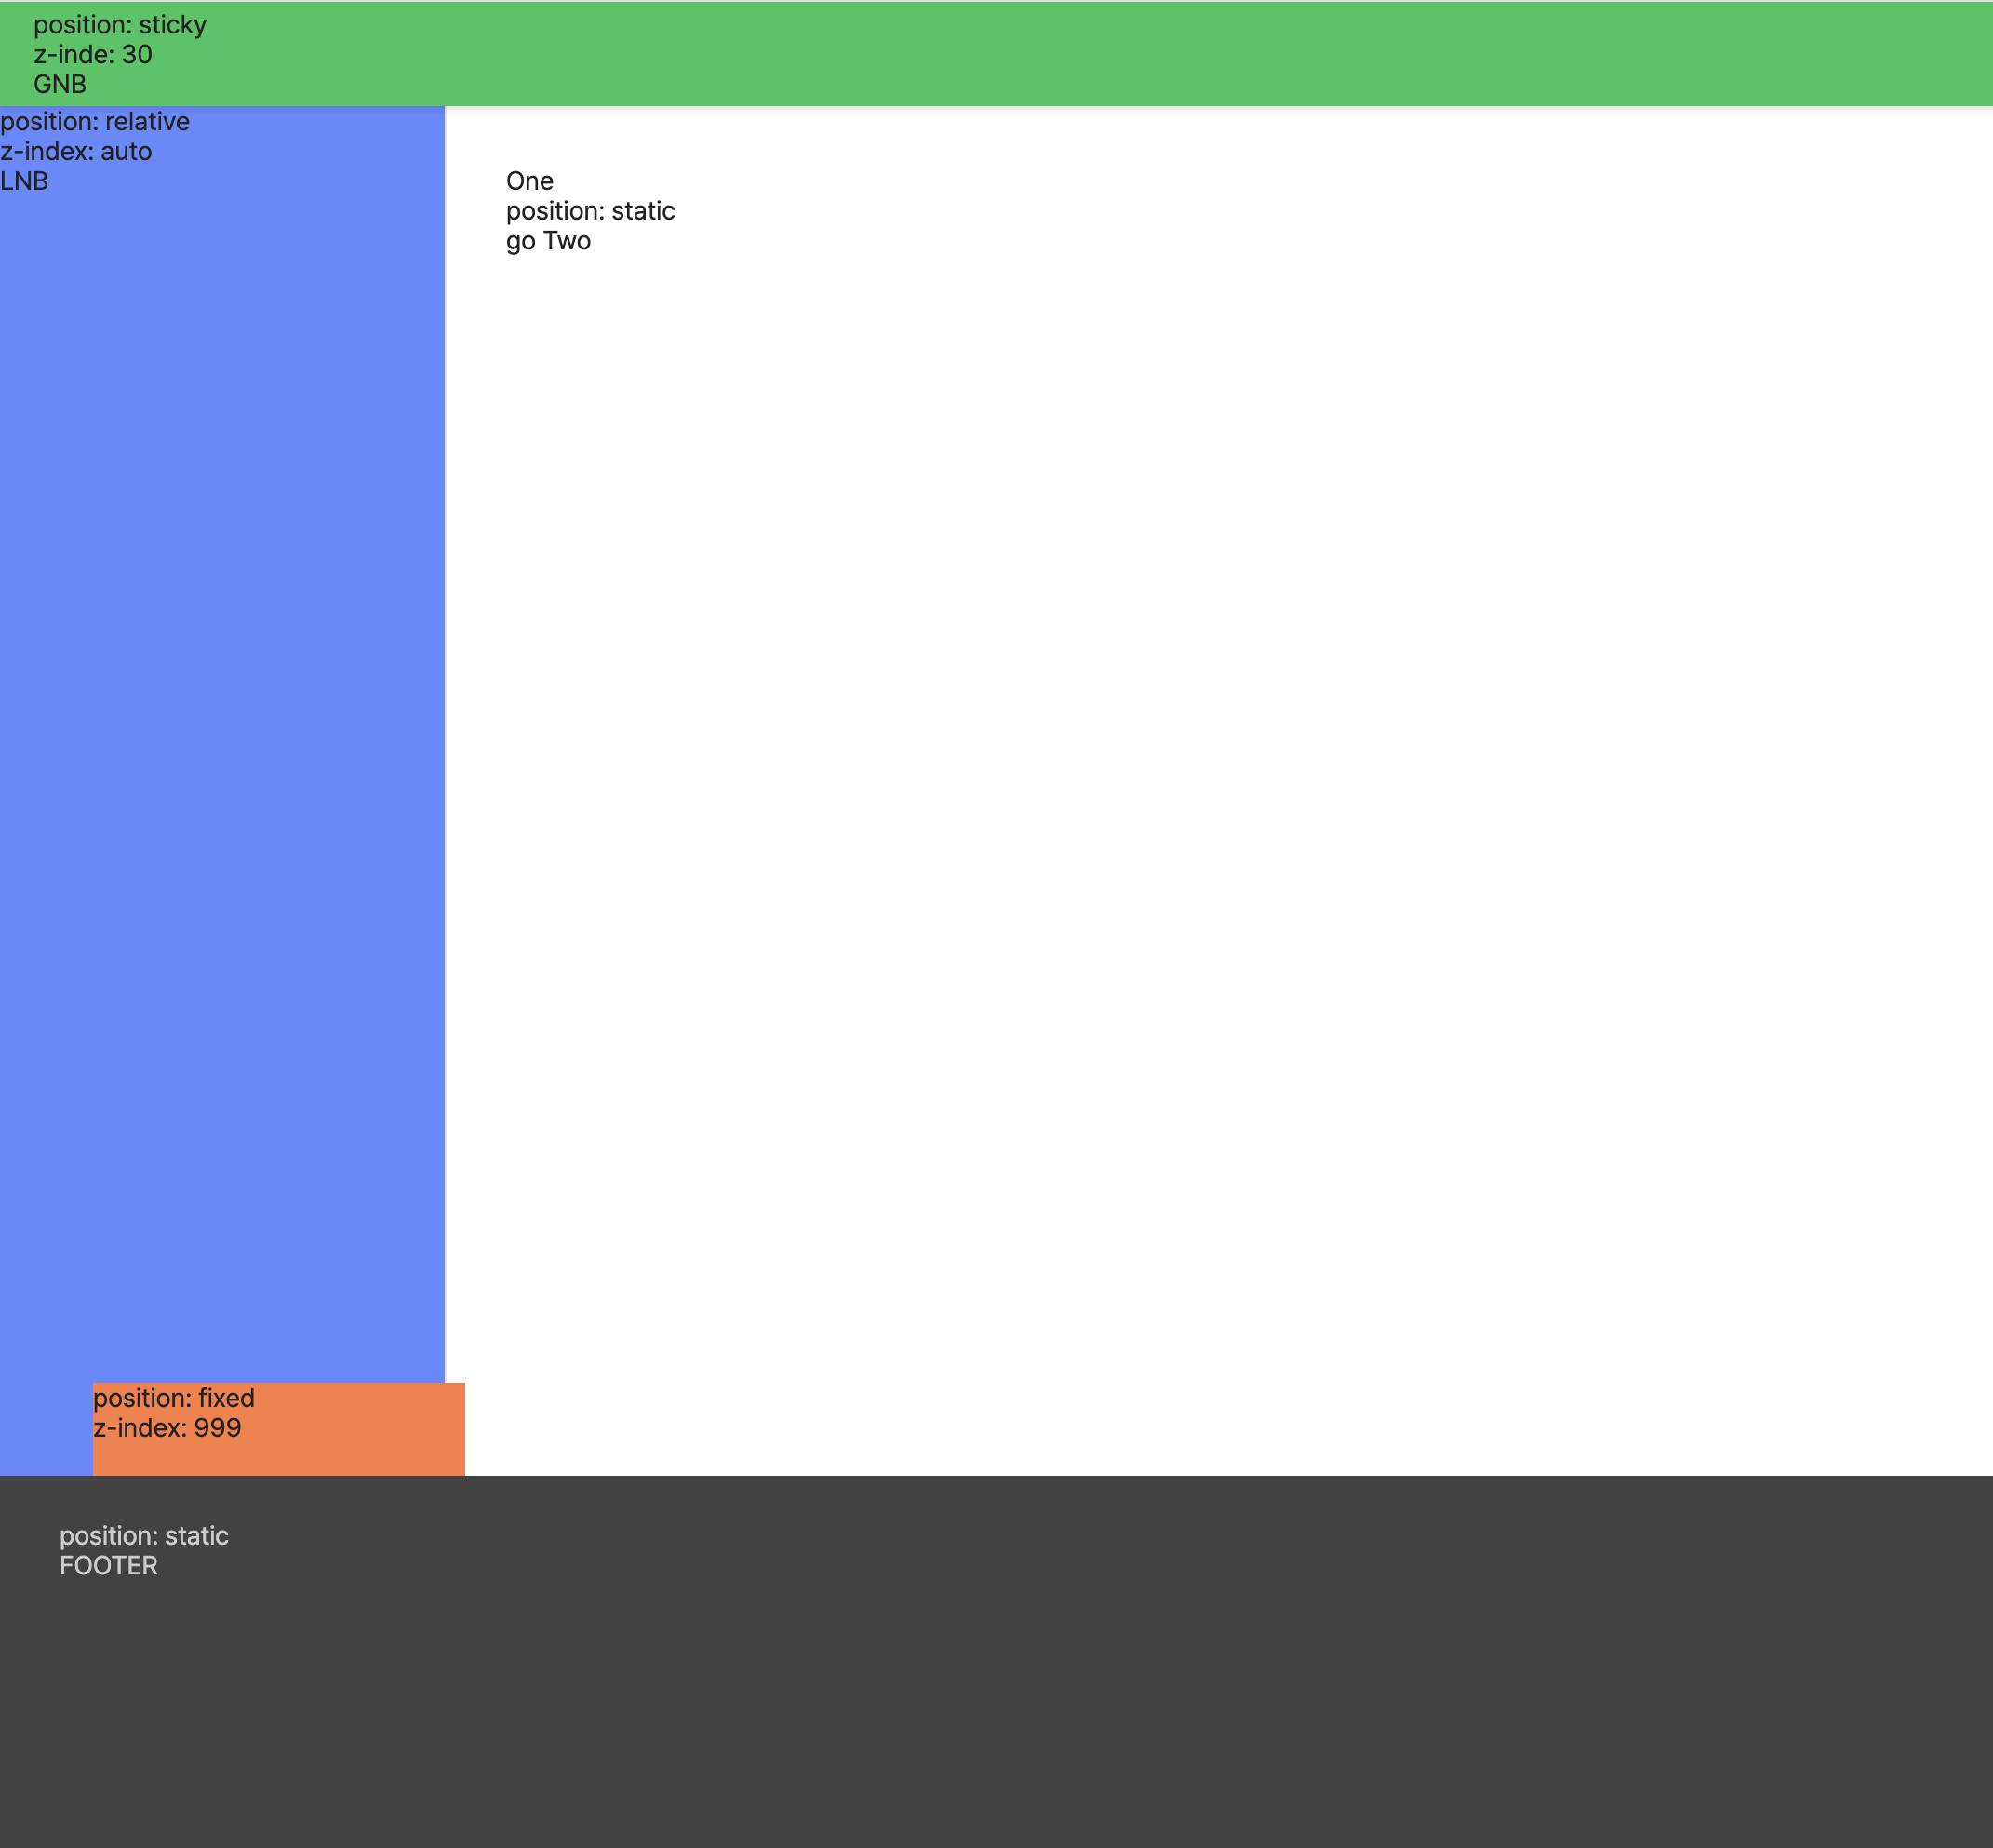 position: sticky
z-inde: 30
GNB
position: relative
z-index: auto
LNB
One
position: static
go Two
position: fixed
z-index: 999
position: static
FOOTER